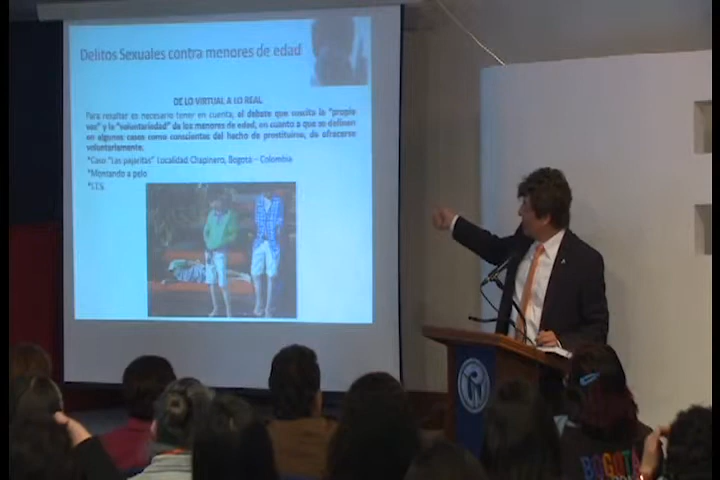 Delitos Sexuales contra menores de edad
DE LO VIRTUAL A LO REAL
Para resaltar es necesario tener en cuenta, el debate que suscita la "propia
voz" y la "voluntariedad" de los menores de edad, en cuanto a que se definen
en algunos casos como conscientes del hecho de prostituirse, de ofrecerse
voluntariamente.
*Caso "Las pajaritas" Localidad Chapinero, Bogotá – Colombia
*Montando a pelo
*I.T.S.
BOGOTA